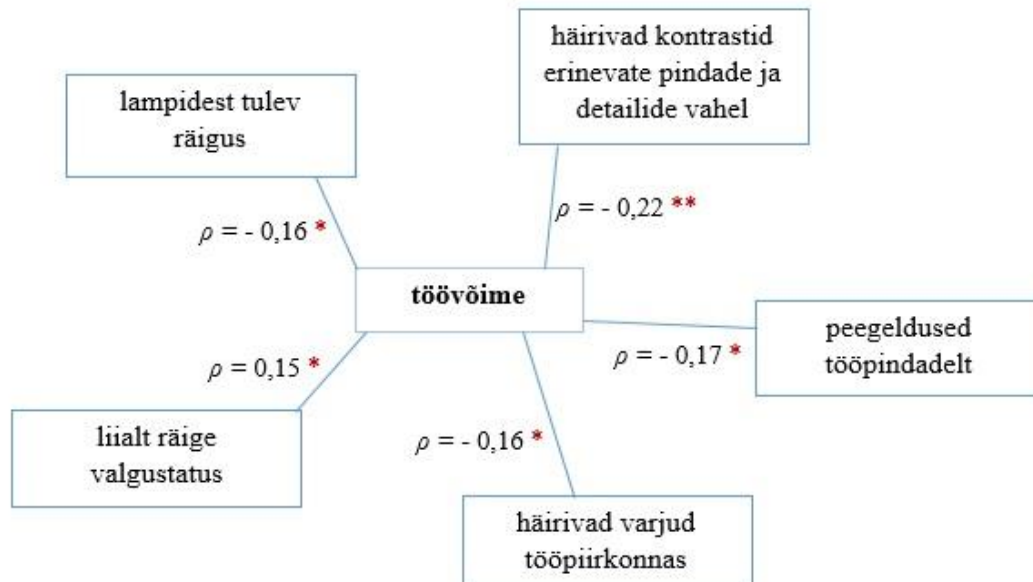 häirivad kontrastid
erinevate pindade ja
detailide vahel
lampidest tulev
räigus
ρ = - 0,22 **
ρ = - 0,16 *
töövõime
peegeldused
tööpindadelt
ρ = - 0,17 *
ρ = 0,15 *
liialt räige
valgustatus
ρ = - 0,16 *
häirivad varjud
tööpiirkonnas